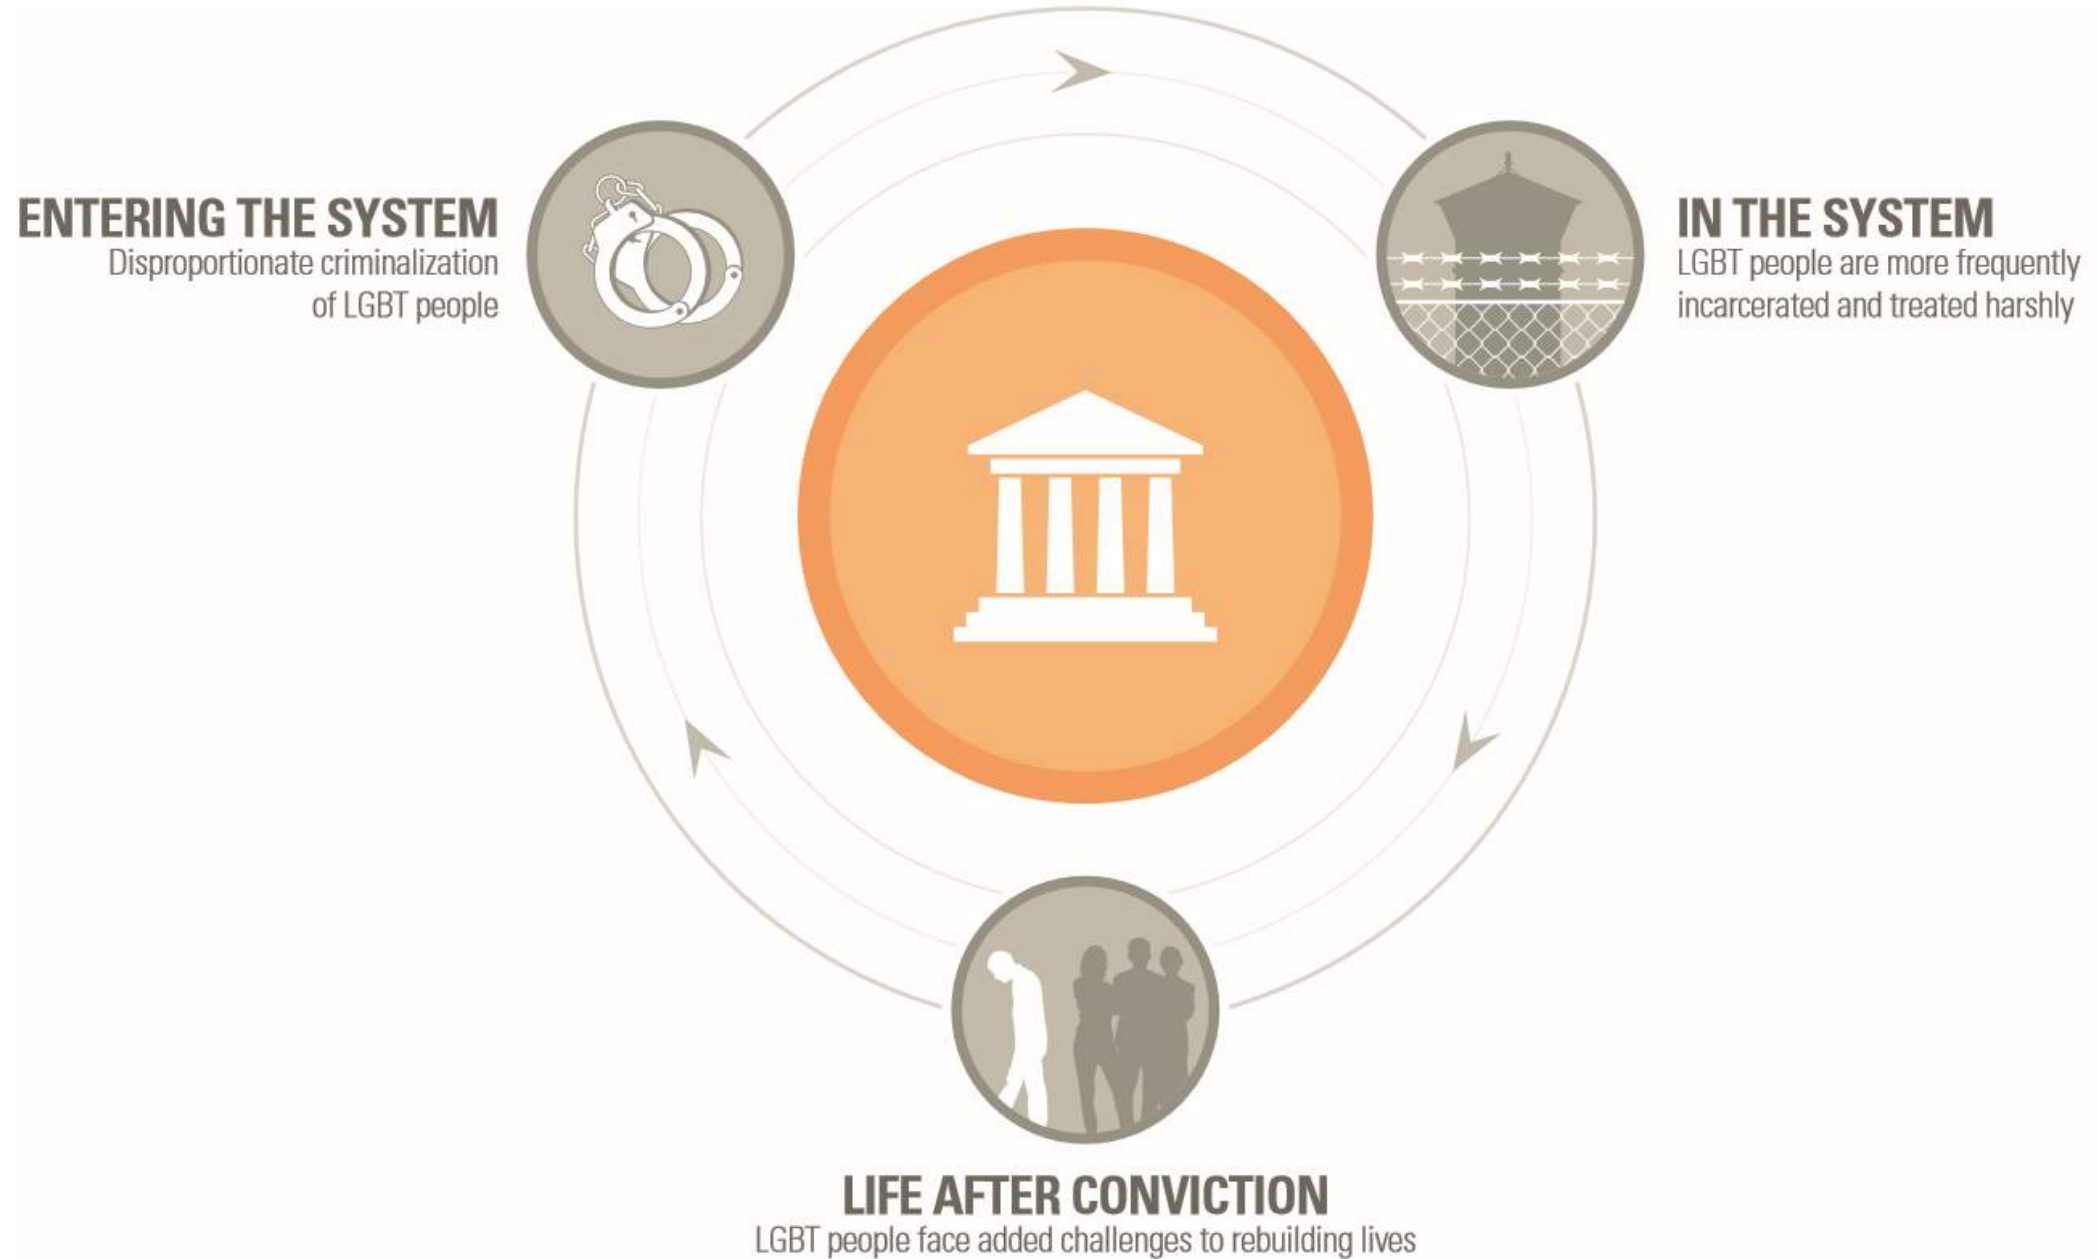 ENTERING THE SYSTEM
Disproportionate criminalization
of LGBT people
IN THE SYSTEM
LGBT people are more frequently
incarcerated and treated harshly
LIFE AFTER CONVICTION
LGBT people face added challenges to rebuilding lives